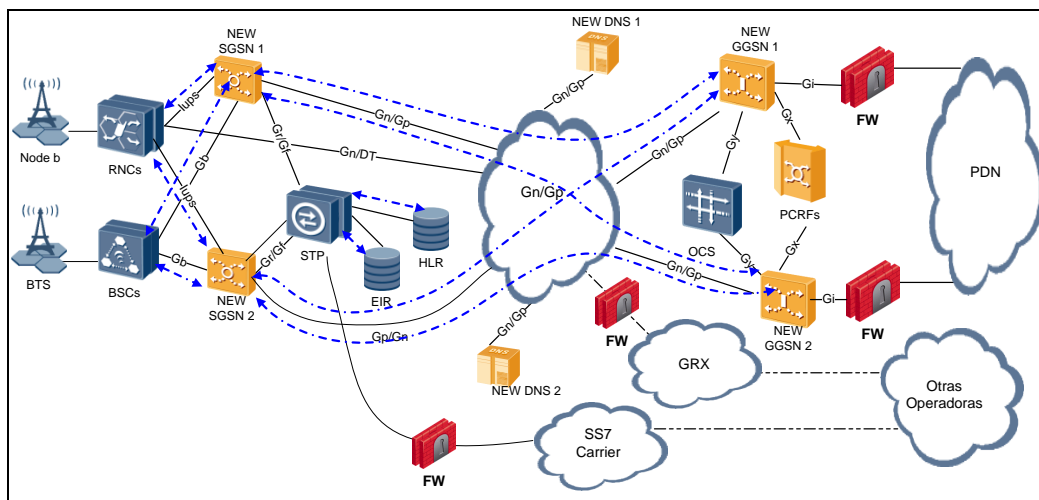 NEW DNS 1
DNS
NEW
SGSN 1
NEW
GGSN 1
Gi
FW
Iups
Gn/Gp
Gn/Gp
Gx
Node b
RNCs
Gr/Gf
Gn/DT
Gn/Gp
Gb
Gy
Gn/Gp
PDN
Iups
PCRFs
OCS
BTS
BSCs
Gb
Gr/Gf
STP
HLR
EIR
Gx
Gy
Gn/Gp
NEW
SGSN 2
Gi
NEW
GGSN 2
FW
Gn/Gp
Gp/Gn
FW
DNS
NEW DNS 2
GRX
Otras
Operadoras
SS7
Carrier
FW